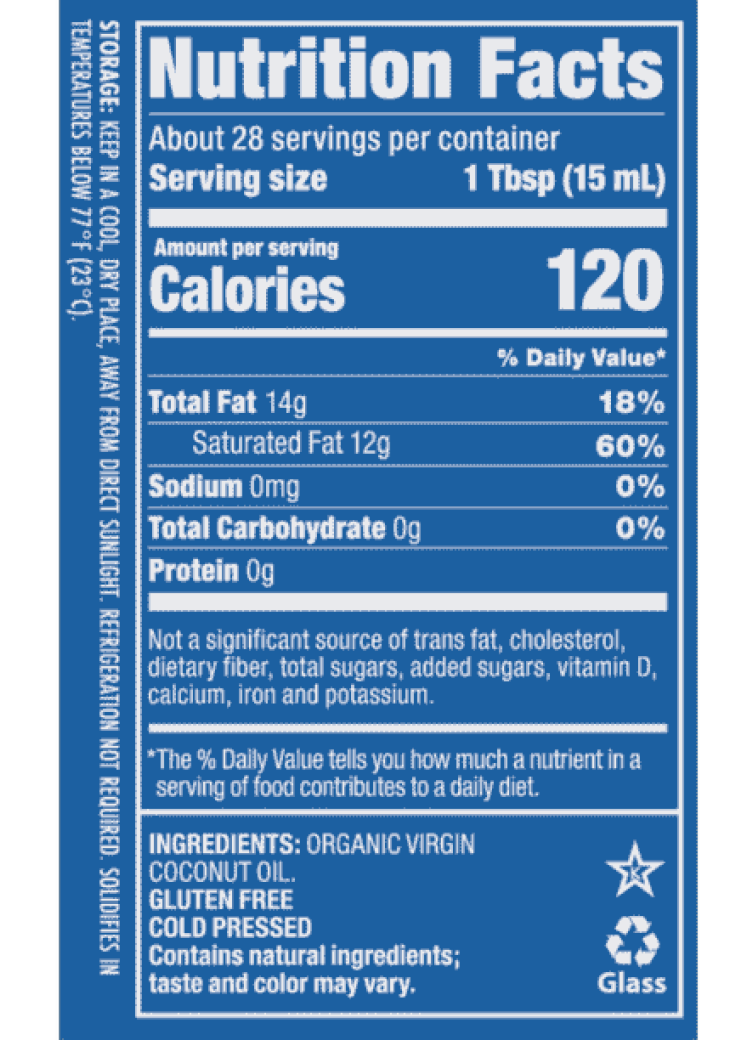 STORAGE: KEEP IN A COOL, DRY PLACE, AWAY FROM DIRECT SUNLIGHT. REFRIGERATION NOT REQUIRED. SOLIDIFIES IN
TEMPERATURES BELOW 77°F (23°C).
Nutrition Facts
About 28 servings per container
Serving size 1 Tbsp (15 mL)
Amount per serving
Calories 120
% Daily Value*
Total Fat 14g 18%
Saturated Fat 12g 60%
Sodium 0mg 0%
Total Carbohydrate 0g 0%
Protein 0g
Not a significant source of trans fat, cholesterol,
dietary fiber, total sugars, added sugars, vitamin D,
calcium, iron and potassium.
*The % Daily Value tells you how much a nutrient in a
serving of food contributes to a daily diet.
INGREDIENTS: ORGANIC VIRGIN
COCONUT OIL.
GLUTEN FREE
COLD PRESSED
Contains natural ingredients;
taste and color may vary.
K
Glass